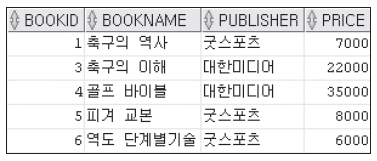 BOOKID BOOKNAME PUBLISHER PRICE
1 축구의 역사 굿스포츠 7000
3 축구의 이해 대한미디어 22000
4 골프 바이블 대한미디어 35000
5 피겨 교본 굿스포츠 8000
6 역도 단계별기술 굿스포츠 6000